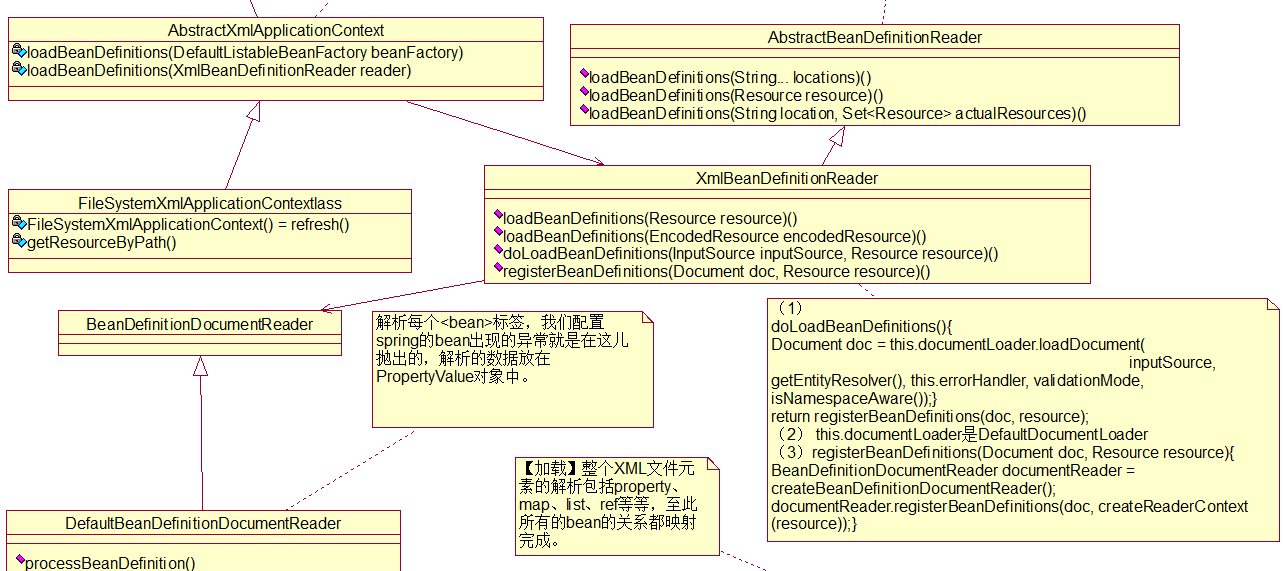 AbstractXmlApplicationContext
loadBeanDefinitions(DefaultListableBeanFactory beanFactory)
loadBeanDefinitions(XmlBeanDefinitionReader reader)
AbstractBeanDefinitionReader
loadBeanDefinitions(String... locations)()
loadBeanDefinitions(Resource resource)()
loadBeanDefinitions(String location, Set<Resource> actualResources)()
FileSystemXmlApplicationContextlass
FileSystemXmlApplicationContext() = refresh()
getResourceByPath()
XmlBeanDefinitionReader
loadBeanDefinitions(Resource resource)()
loadBeanDefinitions(EncodedResource encodedResource)()
doLoadBeanDefinitions(InputSource inputSource, Resource resource)()
registerBeanDefinitions(Document doc, Resource resource)()
BeanDefinitionDocumentReader
解析每个<bean>标签，我们配置
spring的bean出现的异常就是在这儿
抛出的，解析的数据放在
PropertyValue对象中。
（1）
doLoadBeanDefinitions(){
Document doc = this.documentLoader.loadDocument(
inputSource,
getEntityResolver(), this.errorHandler, validationMode,
isNamespaceAware());}
return registerBeanDefinitions(doc, resource);
（2） this.documentLoader是DefaultDocumentLoader
（3）registerBeanDefinitions(Document doc, Resource resource){
BeanDefinitionDocumentReader documentReader =
createBeanDefinitionDocumentReader();
documentReader.registerBeanDefinitions(doc, createReaderContext
(resource));}
【加载】整个XML文件元
素的解析包括property、
map、list、ref等等，至此
所有的bean的关系都映射
完成。
DefaultBeanDefinitionDocumentReader
processBeanDefinition()